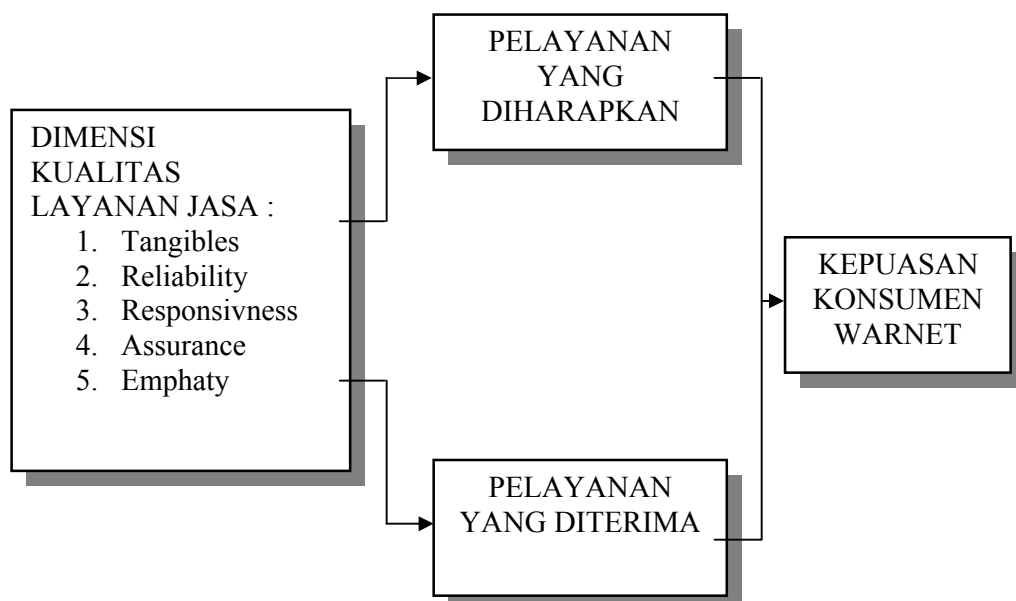 PELAYANAN
YANG
DIHARAPKAN
DIMENSI
KUALITAS
LAYANAN JASA :
1. Tangibles
2. Reliability
3. Responsivness
4. Assurance
5. Emphaty
KEPUASAN
KONSUMEN
WARNET
PELAYANAN
YANG DITERIMA